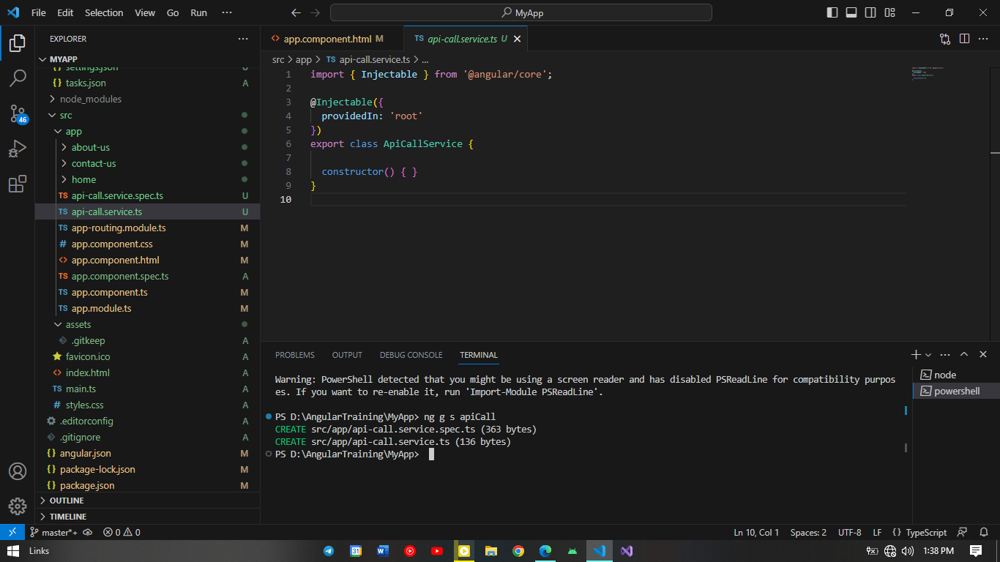 File Edit Selection View Go Run ···
MyApp
EXPLORER
MYAPP
settings.json U
tasks.json A
node_modules
src
app
about-us
contact-us
home
api-call.service.spec.ts U
api-call.service.ts U
app-routing.module.ts M
app.component.css M
app.component.html M
app.component.spec.ts A
app.component.ts M
app.module.ts M
assets
.gitkeep A
favicon.ico A
index.html A
main.ts A
styles.css A
.editorconfig A
.gitignore A
angular.json M
package-lock.json M
package.json M
OUTLINE
TIMELINE
46
app.component.html M
TS api-call.service.ts U
src > app > TS api-call.service.ts > ...
1 import { Injectable } from '@angular/core';
2
3 @Injectable({
4 providedIn: 'root'
5 })
6 export class ApiCallService {
7
8 constructor() { }
9 }
10
PROBLEMS OUTPUT DEBUG CONSOLE TERMINAL
Warning: PowerShell detected that you might be using a screen reader and has disabled PSReadLine for compatibility purpos
es. If you want to re-enable it, run 'Import-Module PSReadLine'.
PS D:\AngularTraining\MyApp> ng g s apiCall
CREATE src/app/api-call.service.spec.ts (363 bytes)
CREATE src/app/api-call.service.ts (136 bytes)
PS D:\AngularTraining\MyApp>
node
powershell
master*+ 0 0
Ln 10, Col 1 Spaces: 2 UTF-8 LF {} TypeScript
Links
31
1:38 PM